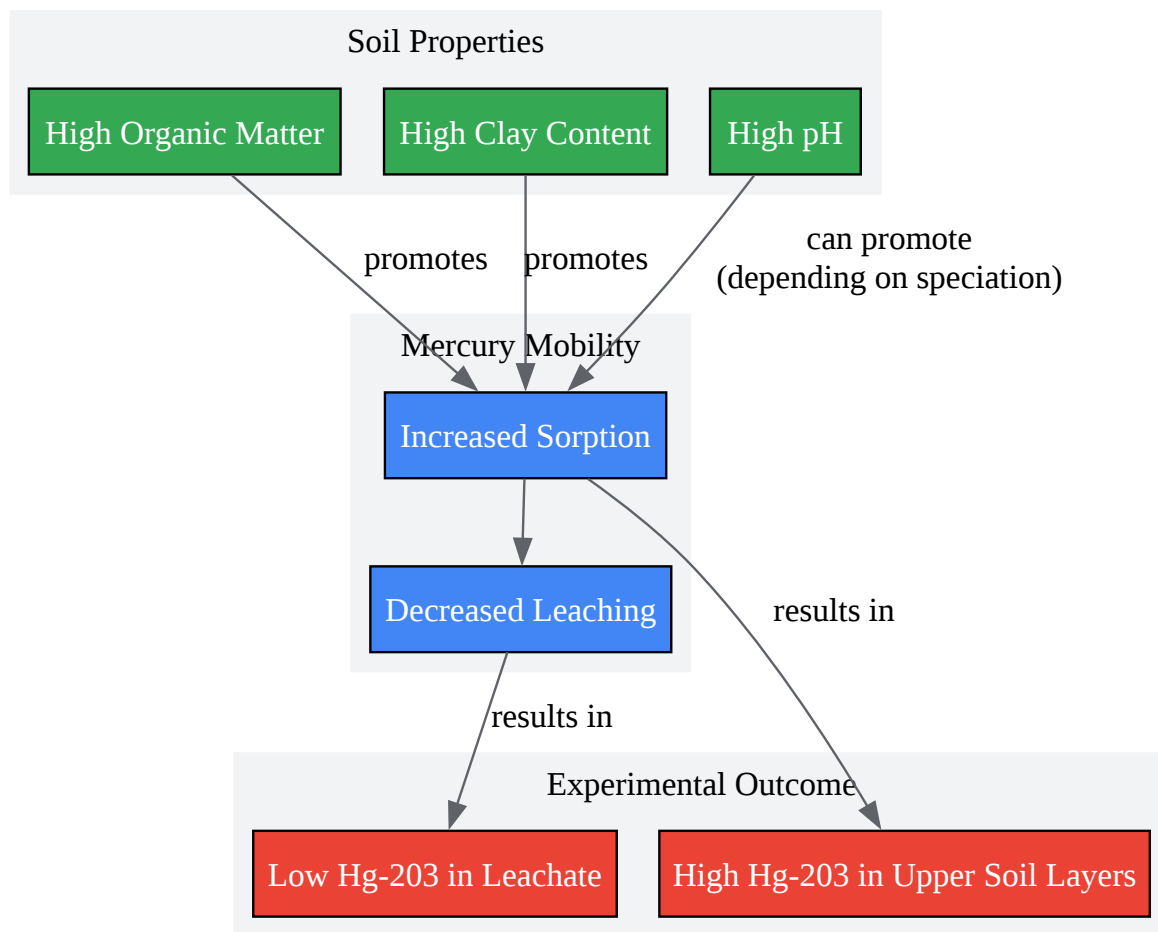 Soil Properties
High Organic Matter
High Clay Content
High pH
promotes
promotes
can promote
(depending on speciation)
Mercury Mobility
Increased Sorption
Decreased Leaching
results in
results in
Experimental Outcome
Low Hg-203 in Leachate
High Hg-203 in Upper Soil Layers